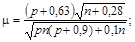 μ = (p+0,63)√(n+0,28) / √(pn(p+0,9)+0,1n);